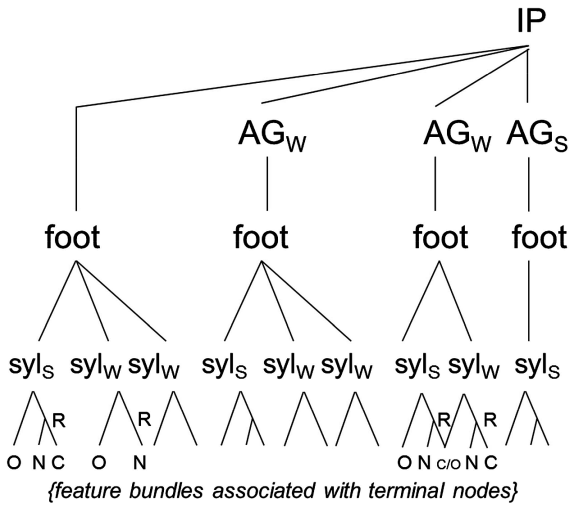 IP
AGW AGW AGS
foot foot foot foot
sylS sylW sylW sylS sylW sylW sylS sylW sylS
R R R R
O N C O N O N C/O N C
{feature bundles associated with terminal nodes}